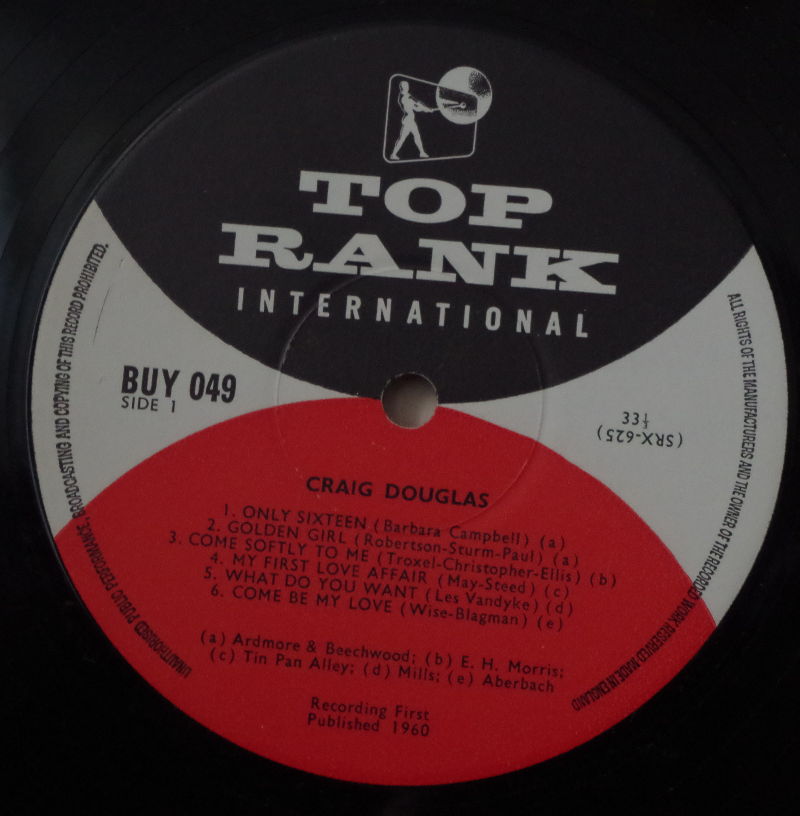 TOP
RANK
INTERNATIONAL
BUY 049
SIDE 1
33⅓
(SRX-625)
CRAIG DOUGLAS
1. ONLY SIXTEEN (Barbara Campbell) (a)
2. GOLDEN GIRL (Robertson-Sturm-Paul) (a)
3. COME SOFTLY TO ME (Troxel-Christopher-Ellis) (b)
4. MY FIRST LOVE AFFAIR (May-Steed) (c)
5. WHAT DO YOU WANT (Les Vandyke) (d)
6. COME BE MY LOVE (Wise-Blagman) (e)
(a) Ardmore & Beechwood; (b) E. H. Morris;
(c) Tin Pan Alley; (d) Mills; (e) Aberbach
Recording First
Published 1960
ALL RIGHTS OF THE MANUFACTURERS AND THE OWNER OF THE RECORDED WORK RESERVED MADE IN ENGLAND
UNAUTHORISED PUBLIC PERFORMANCE, BROADCASTING AND COPYING OF THIS RECORD PROHIBITED.